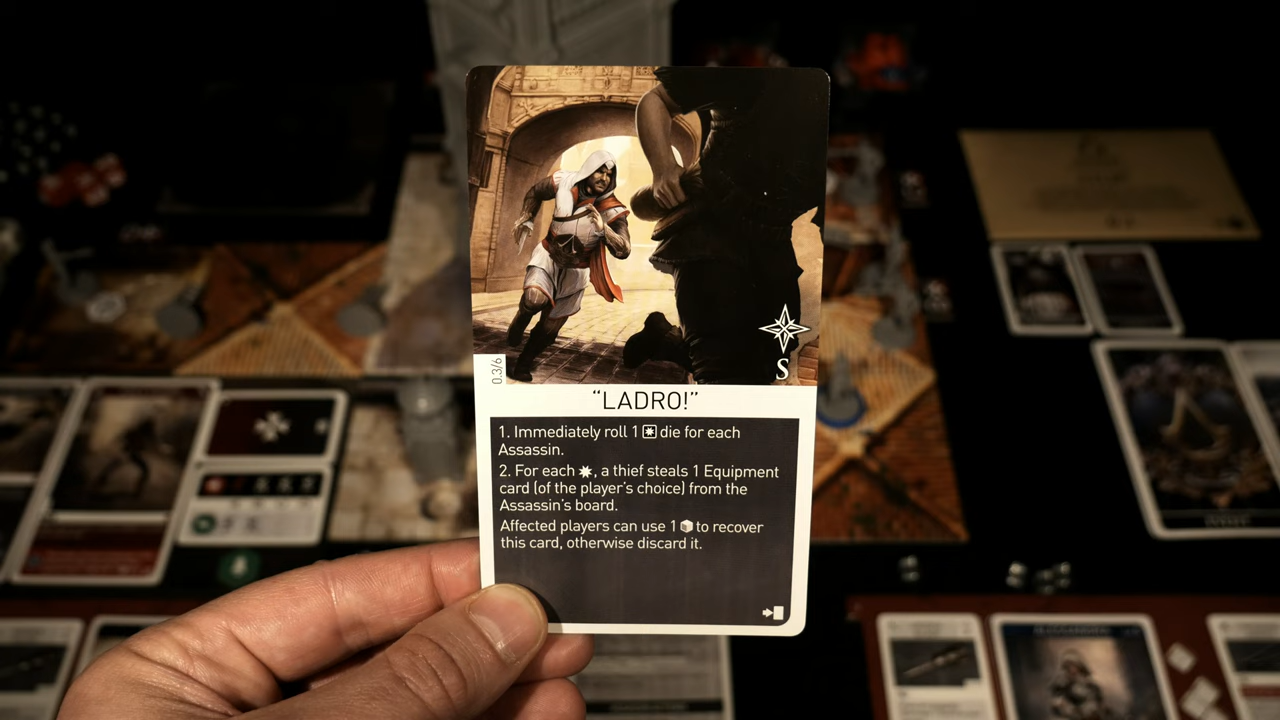 S
0.3/6
“LADRO!”
1. Immediately roll 1 die for each
Assassin.
2. For each , a thief steals 1 Equipment
card (of the player’s choice) from the
Assassin’s board.
Affected players can use 1 to recover
this card, otherwise discard it.